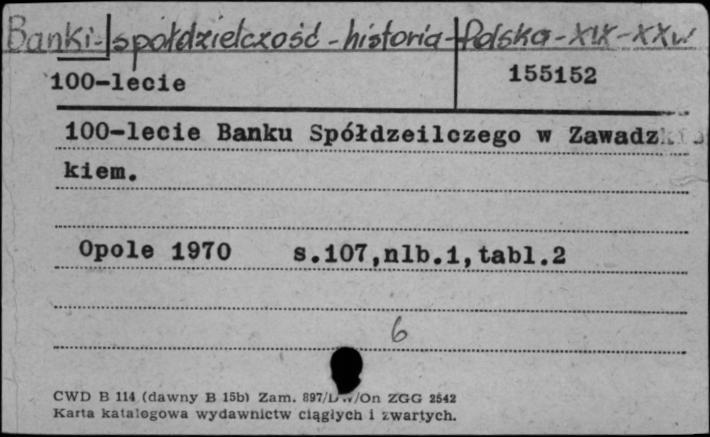 Banki-spółdzielczość-historia-Polska-XIX-XXw
100-lecie
155152
100-lecie Banku Spółdzeilczego w Zawadz
kiem.
Opole 1970 s.107,nlb.1,tabl.2
6
CWD B 114 (dawny B 15b) Zam. 897/DW/On ZGG 2542
Karta katalogowa wydawnictw ciągłych i zwartych.